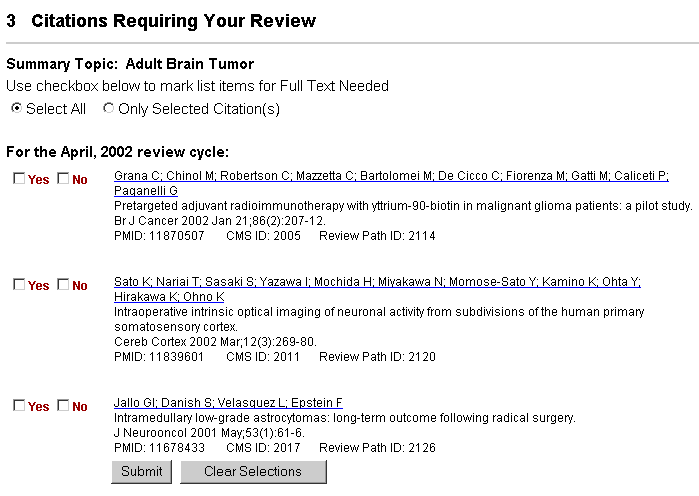 3 Citations Requiring Your Review
Summary Topic: Adult Brain Tumor
Use checkbox below to mark list items for Full Text Needed
Select All Only Selected Citation(s)
For the April, 2002 review cycle:
Yes No Grana C; Chinol M; Robertson C; Mazzetta C; Bartolomei M; De Cicco C; Fiorenza M; Gatti M; Caliceti P;
Paganelli G
Pretargeted adjuvant radioimmunotherapy with yttrium-90-biotin in malignant glioma patients: a pilot study.
Br J Cancer 2002 Jan 21;86(2):207-12.
PMID: 11870507 CMS ID: 2005 Review Path ID: 2114
Yes No Sato K; Nariai T; Sasaki S; Yazawa I; Mochida H; Miyakawa N; Momose-Sato Y; Kamino K; Ohta Y;
Hirakawa K; Ohno K
Intraoperative intrinsic optical imaging of neuronal activity from subdivisions of the human primary
somatosensory cortex.
Cereb Cortex 2002 Mar;12(3):269-80.
PMID: 11839601 CMS ID: 2011 Review Path ID: 2120
Yes No Jallo GI; Danish S; Velasquez L; Epstein F
Intramedullary low-grade astrocytomas: long-term outcome following radical surgery.
J Neurooncol 2001 May;53(1):61-6.
PMID: 11678433 CMS ID: 2017 Review Path ID: 2126
Submit Clear Selections